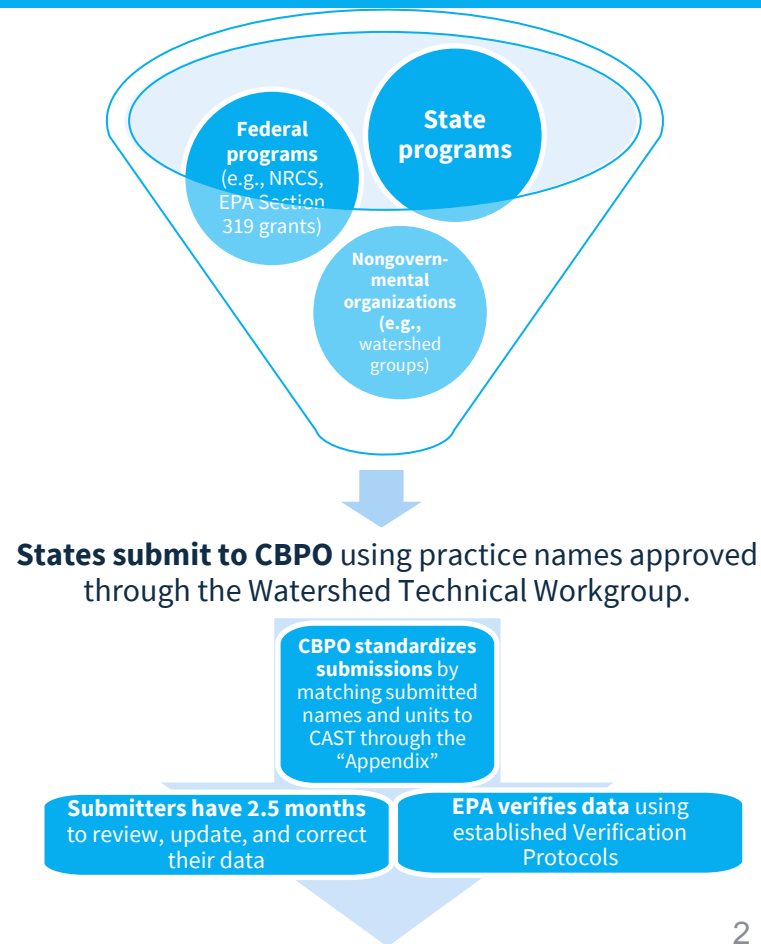 Federal
programs
(e.g., NRCS,
EPA Section
319 grants)
State
programs
Nongovern-
mental
organizations
(e.g.,
watershed
groups)
States submit to CBPO using practice names approved
through the Watershed Technical Workgroup.
CBPO standardizes
submissions by
matching submitted
names and units to
CAST through the
“Appendix”
Submitters have 2.5 months
to review, update, and correct
their data
EPA verifies data using
established Verification
Protocols
2